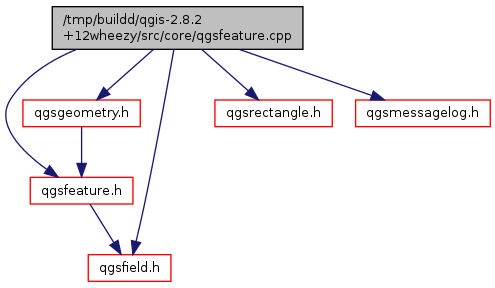 /tmp/buildd/qgis-2.8.2
+12wheezy/src/core/qgsfeature.cpp
qgsgeometry.h
qgsrectangle.h
qgsmessagelog.h
qgsfeature.h
qgsfield.h